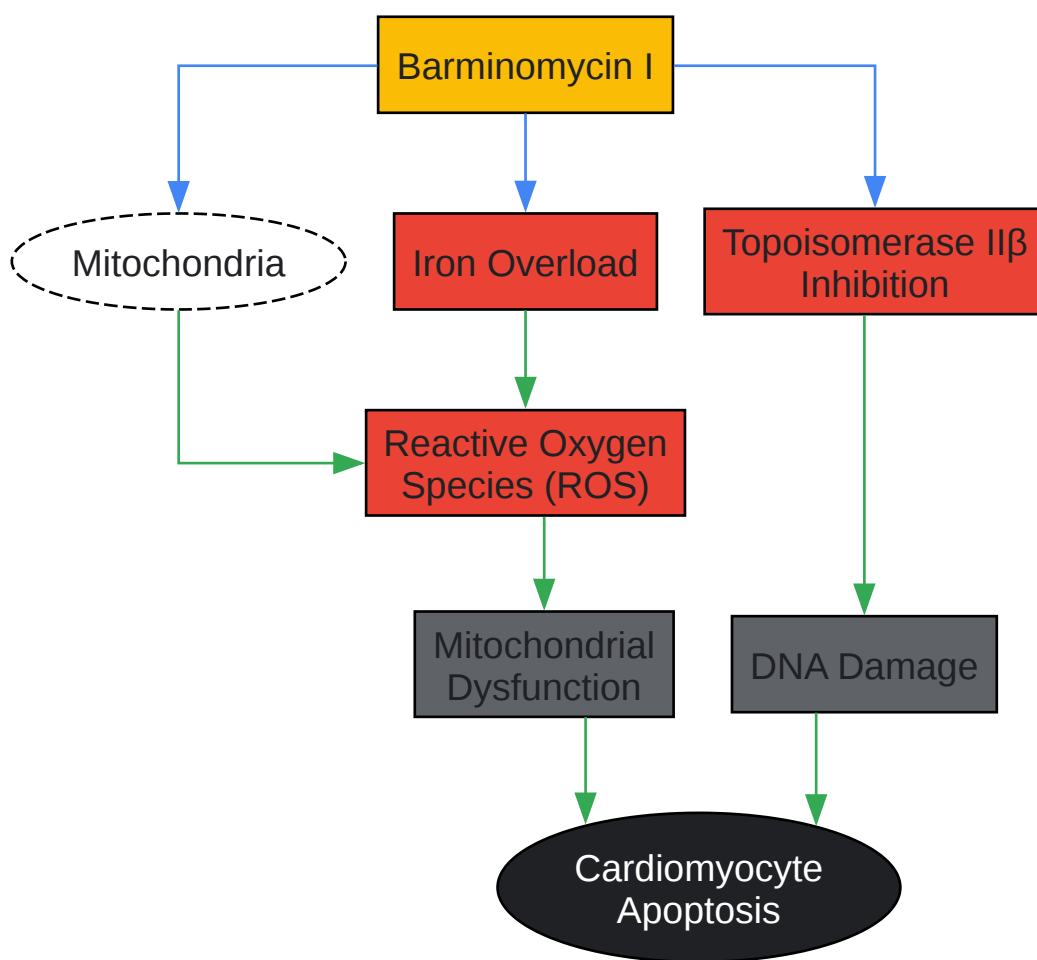 Barminomycin I
Mitochondria
Iron Overload
Topoisomerase IIβ
Inhibition
Reactive Oxygen
Species (ROS)
Mitochondrial
Dysfunction
DNA Damage
Cardiomyocyte
Apoptosis